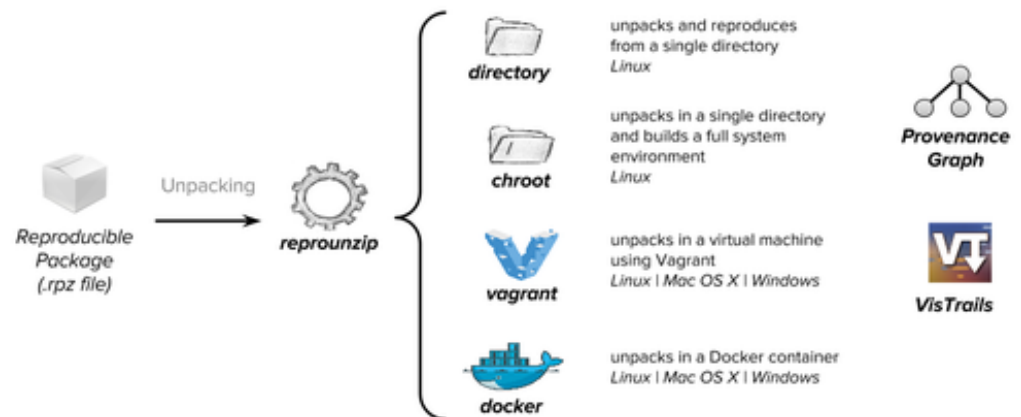 Reproducible
Package
(.rpz file)
Unpacking
reprounzip
directory
unpacks and reproduces
from a single directory
Linux
chroot
unpacks in a single directory
and builds a full system
environment
Linux
vagrant
unpacks in a virtual machine
using Vagrant
Linux | Mac OS X | Windows
docker
unpacks in a Docker container
Linux | Mac OS X | Windows
Provenance
Graph
VT
VisTrails